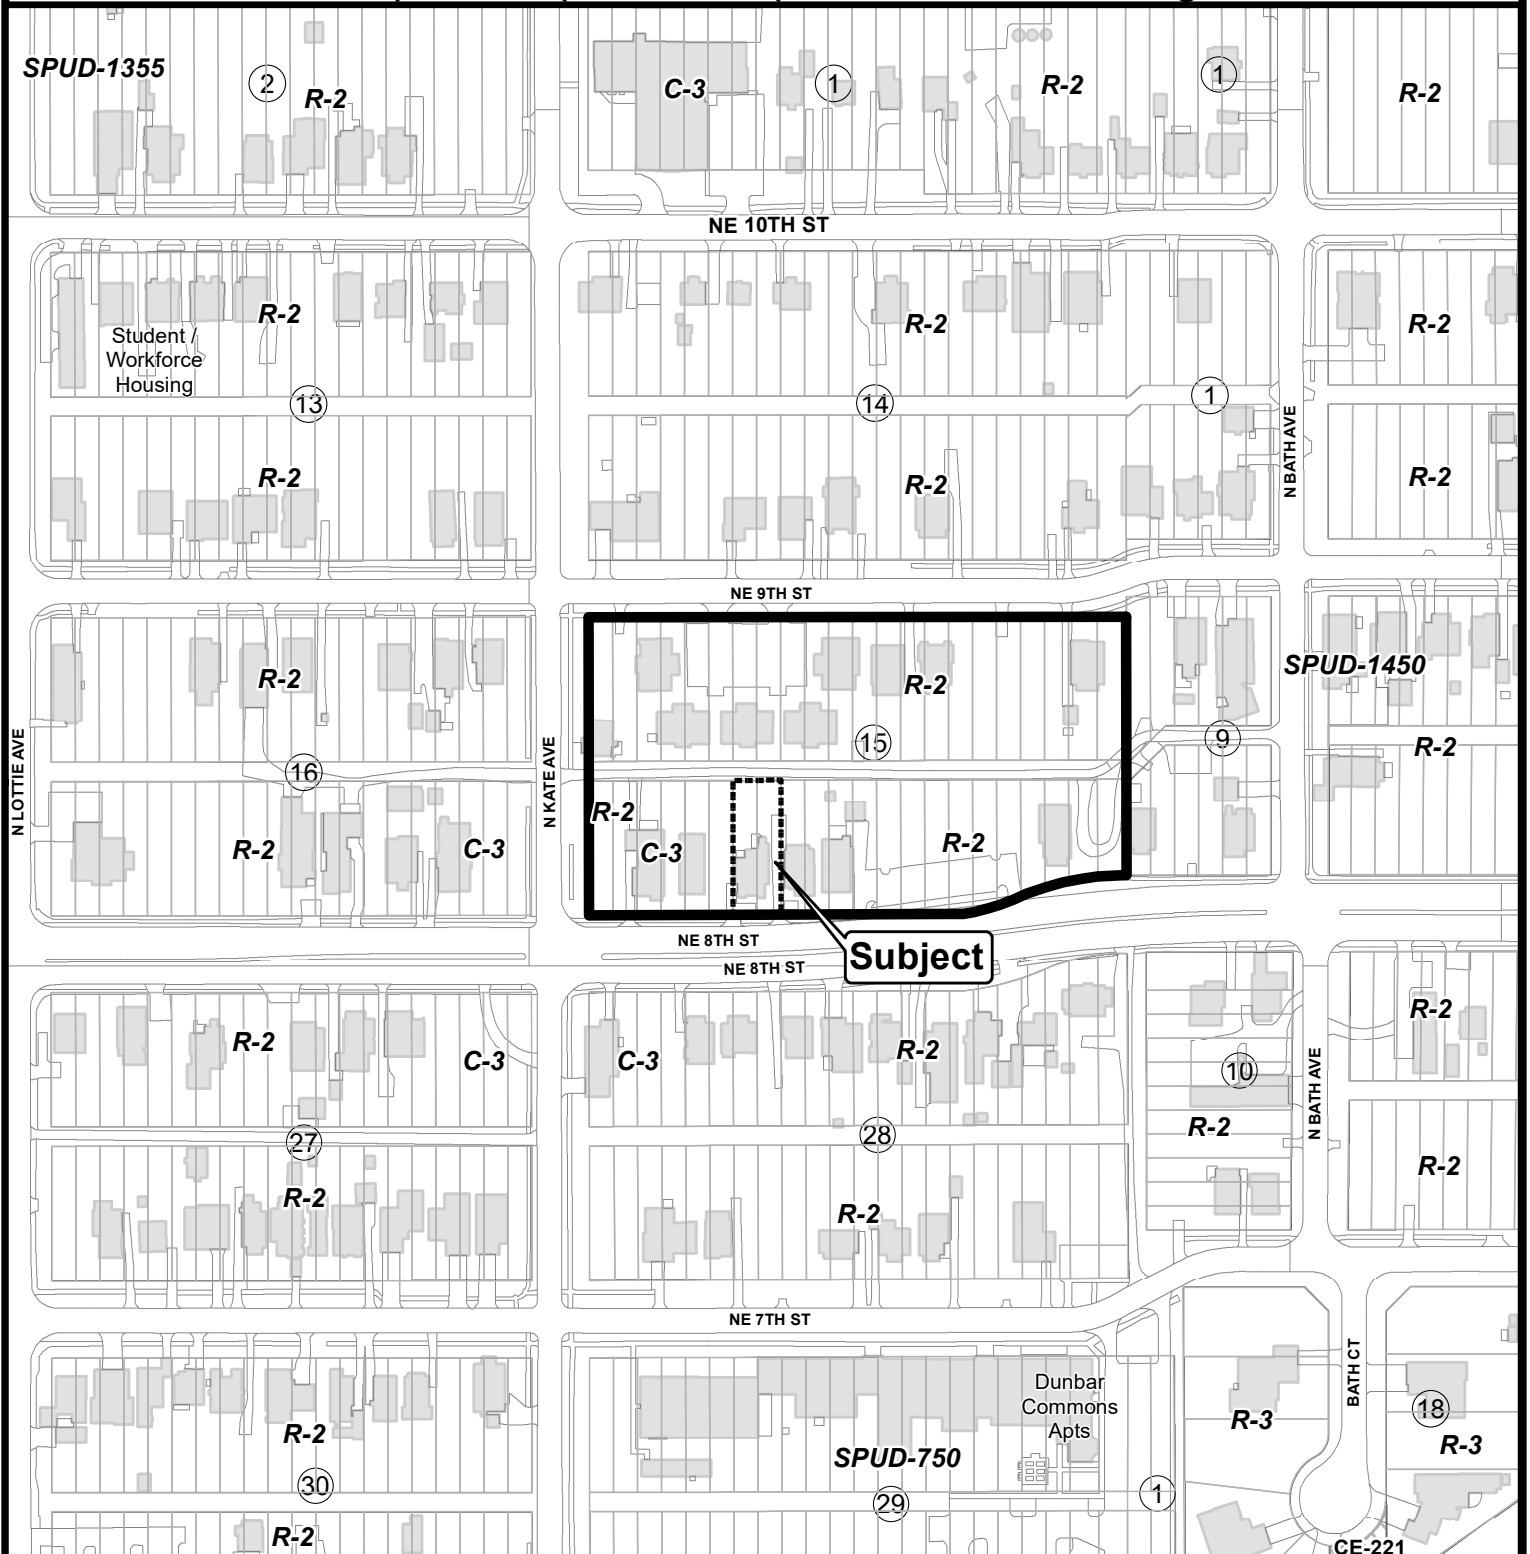 SPUD-1355
2
R-2
C-3
1
R-2
1
R-2
NE 10TH ST
R-2
Student /
Workforce
Housing
R-2
R-2
13
14
1
N BATH AVE
R-2
R-2
R-2
NE 9TH ST
R-2
R-2
SPUD-1450
N LOTTIE AVE
16
N KATE AVE
15
9
R-2
R-2
R-2
C-3
C-3
R-2
Subject
NE 8TH ST
NE 8TH ST
R-2
C-3
C-3
R-2
R-2
10
N BATH AVE
27
28
R-2
R-2
R-2
R-2
NE 7TH ST
BATH CT
Dunbar
Commons
Apts
R-2
R-3
18
R-3
SPUD-750
30
29
1
R-2
CE-221